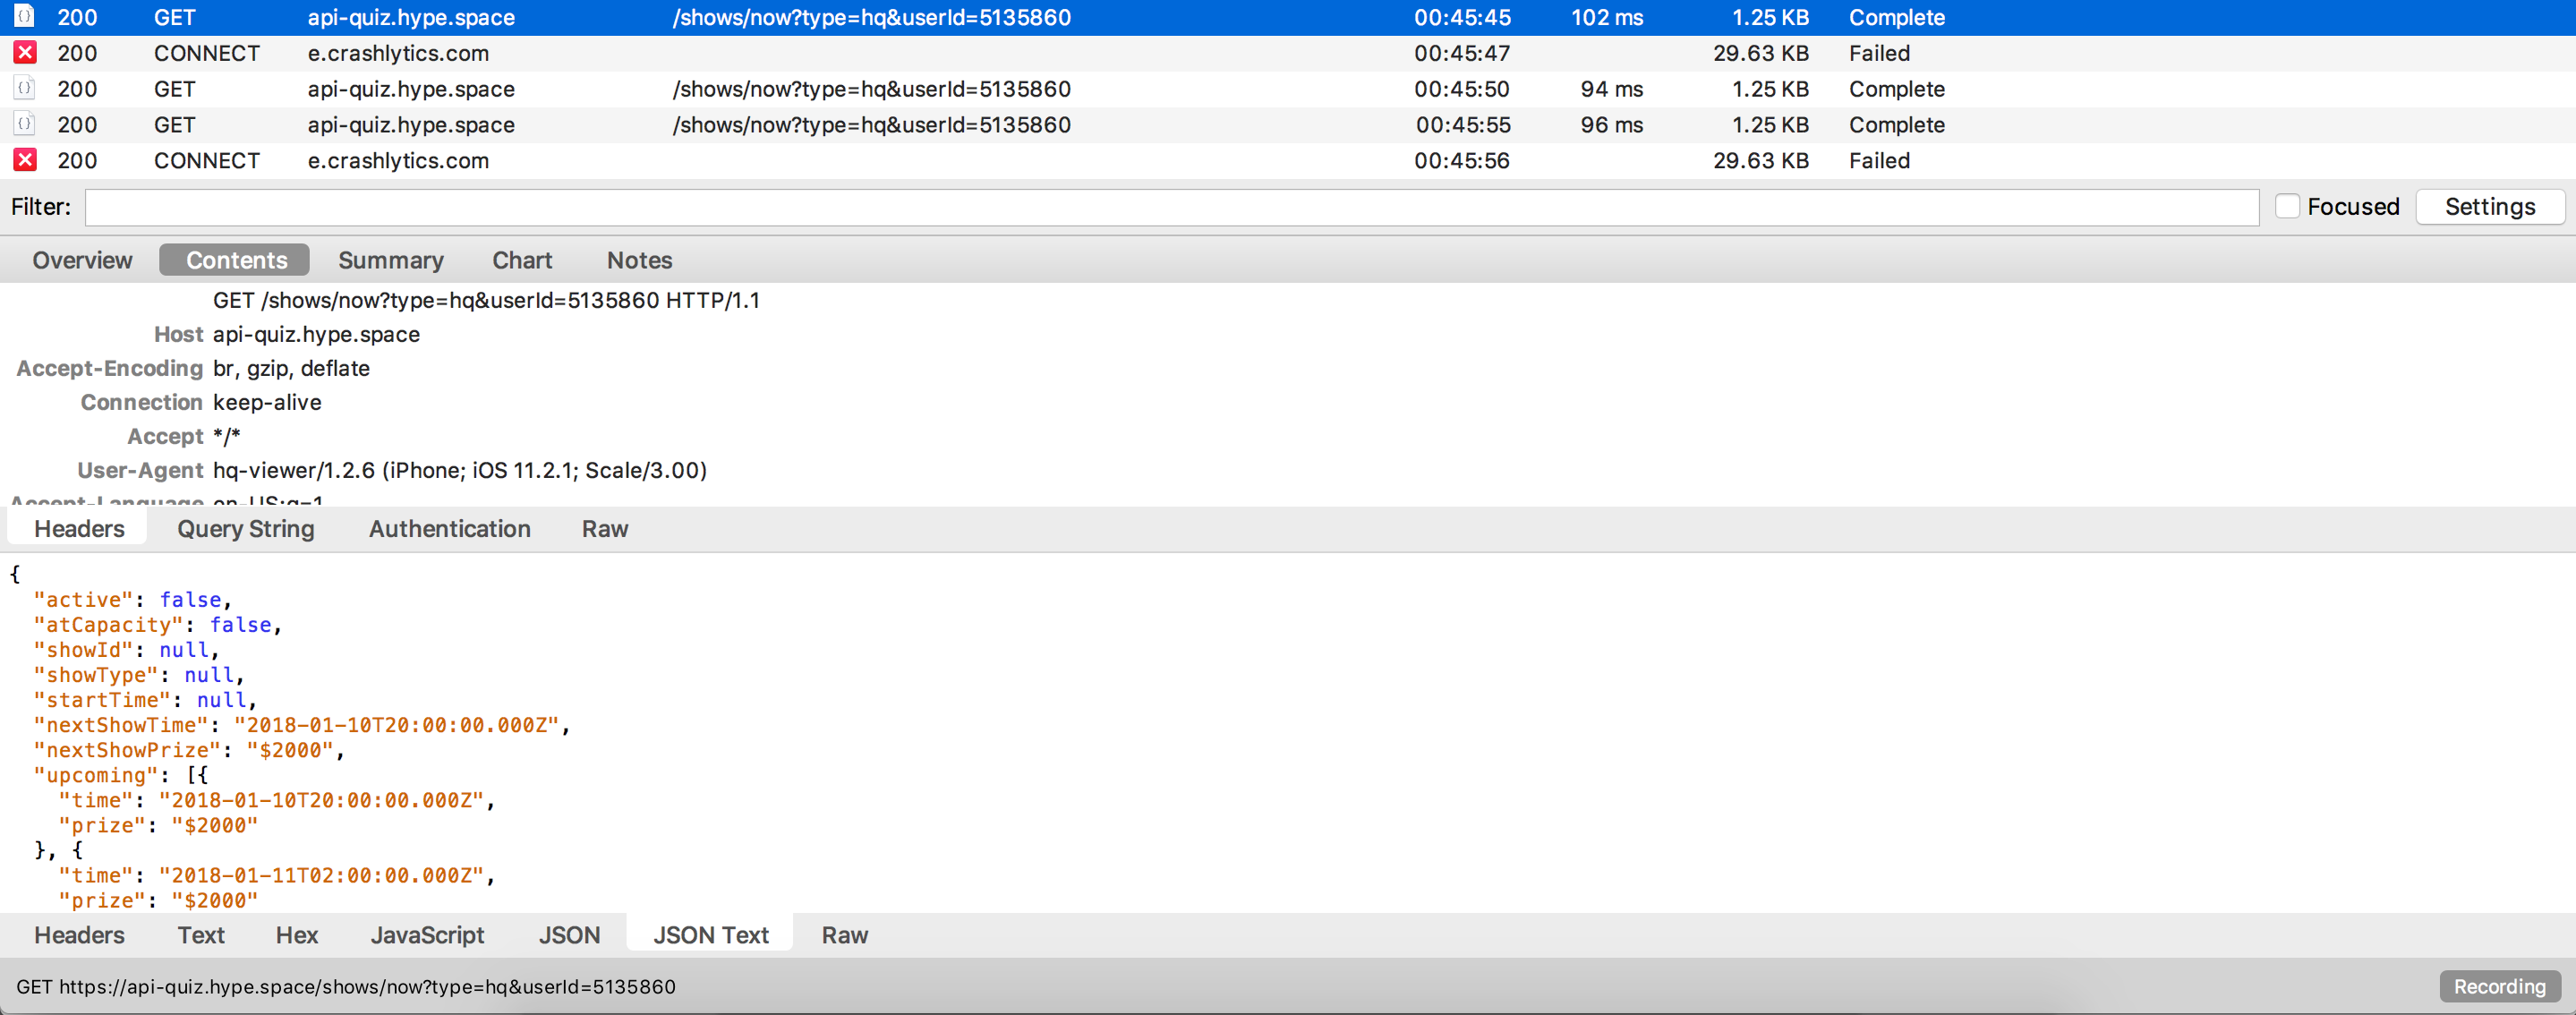 200 GET api-quiz.hype.space /shows/now?type=hq&userId=5135860 00:45:45 102 ms 1.25 KB Complete
200 CONNECT e.crashlytics.com 00:45:47 29.63 KB Failed
200 GET api-quiz.hype.space /shows/now?type=hq&userId=5135860 00:45:50 94 ms 1.25 KB Complete
200 GET api-quiz.hype.space /shows/now?type=hq&userId=5135860 00:45:55 96 ms 1.25 KB Complete
200 CONNECT e.crashlytics.com 00:45:56 29.63 KB Failed
Filter: Focused Settings
Overview Contents Summary Chart Notes
GET /shows/now?type=hq&userId=5135860 HTTP/1.1
Host api-quiz.hype.space
Accept-Encoding br, gzip, deflate
Connection keep-alive
Accept */*
User-Agent hq-viewer/1.2.6 (iPhone; iOS 11.2.1; Scale/3.00)
Accept-Language en-US;q=1
Headers Query String Authentication Raw
{
"active": false,
"atCapacity": false,
"showId": null,
"showType": null,
"startTime": null,
"nextShowTime": "2018-01-10T20:00:00.000Z",
"nextShowPrize": "$2000",
"upcoming": [{
"time": "2018-01-10T20:00:00.000Z",
"prize": "$2000"
}, {
"time": "2018-01-11T02:00:00.000Z",
"prize": "$2000"
Headers Text Hex JavaScript JSON JSON Text Raw
GET https://api-quiz.hype.space/shows/now?type=hq&userId=5135860 Recording